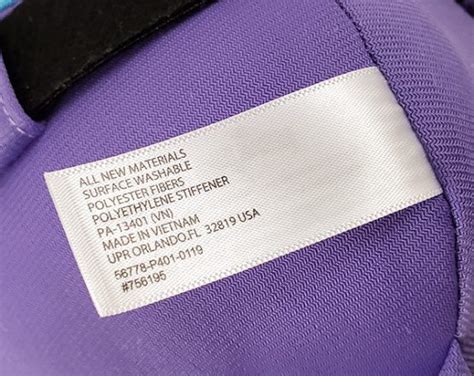 ALL NEW MATERIALS
SURFACE WASHABLE
POLYESTER FIBERS
POLYETHYLENE STIFFENER
PA-13401 (VN)
MADE IN VIETNAM
UPR ORLANDO.FL 32819 USA
56778-P401-0119
#756195